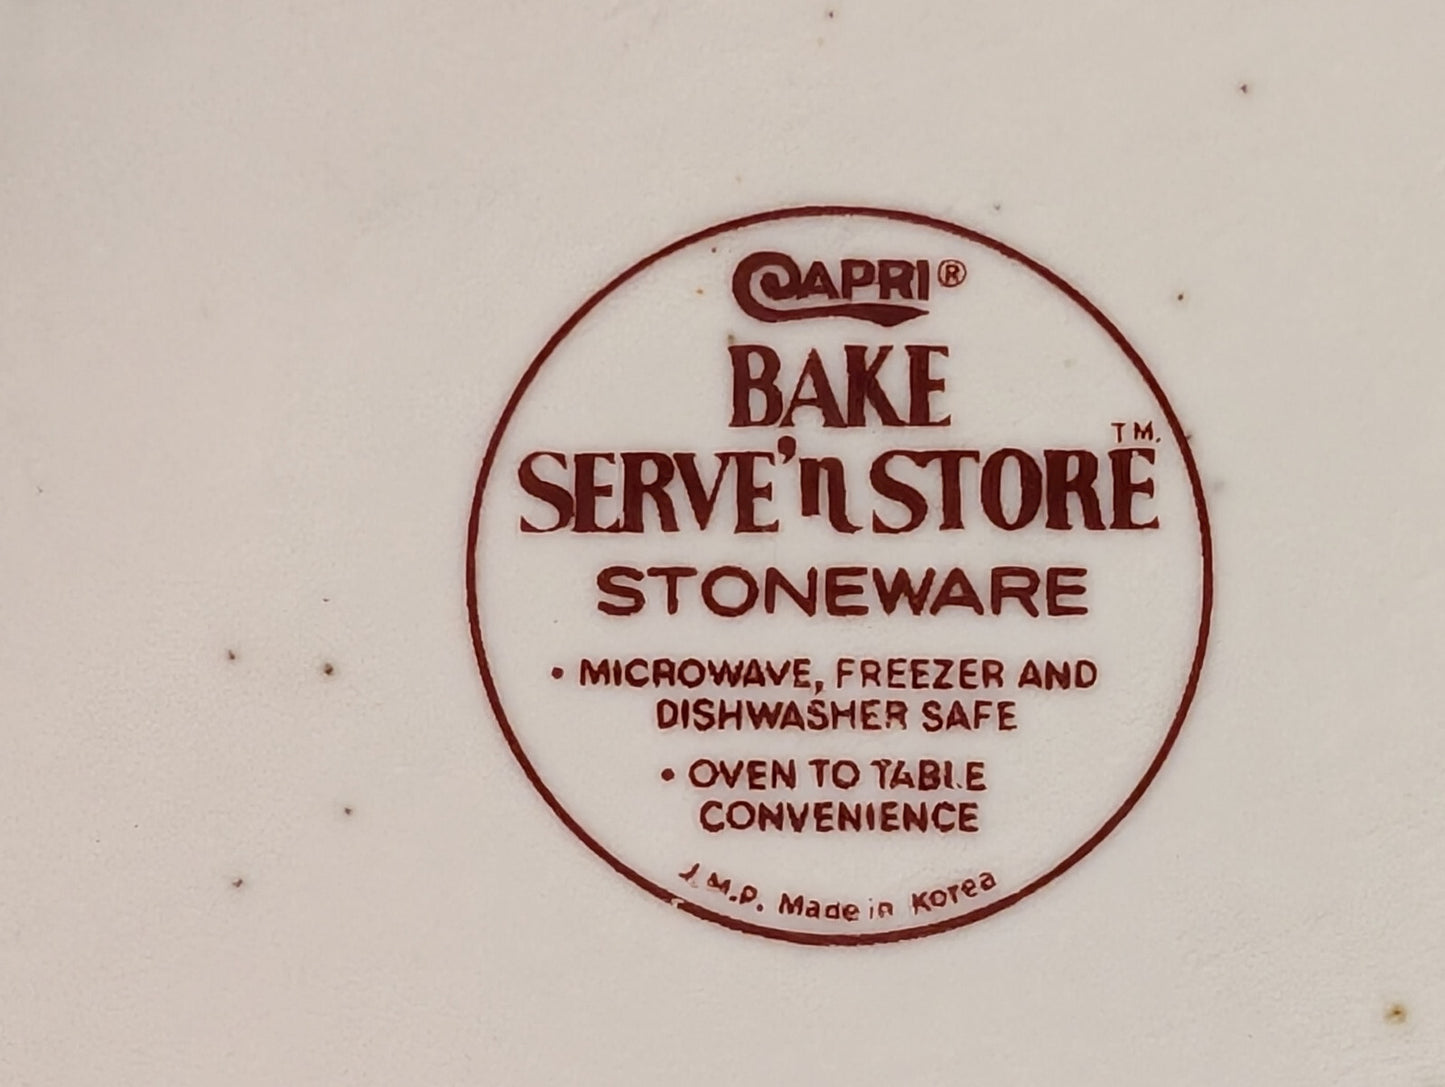 CAPRI®
BAKE
SERVE'n STORE™.
STONEWARE
• MICROWAVE, FREEZER AND
DISHWASHER SAFE
• OVEN TO TABLE
CONVENIENCE
J.M.P. Made in Korea